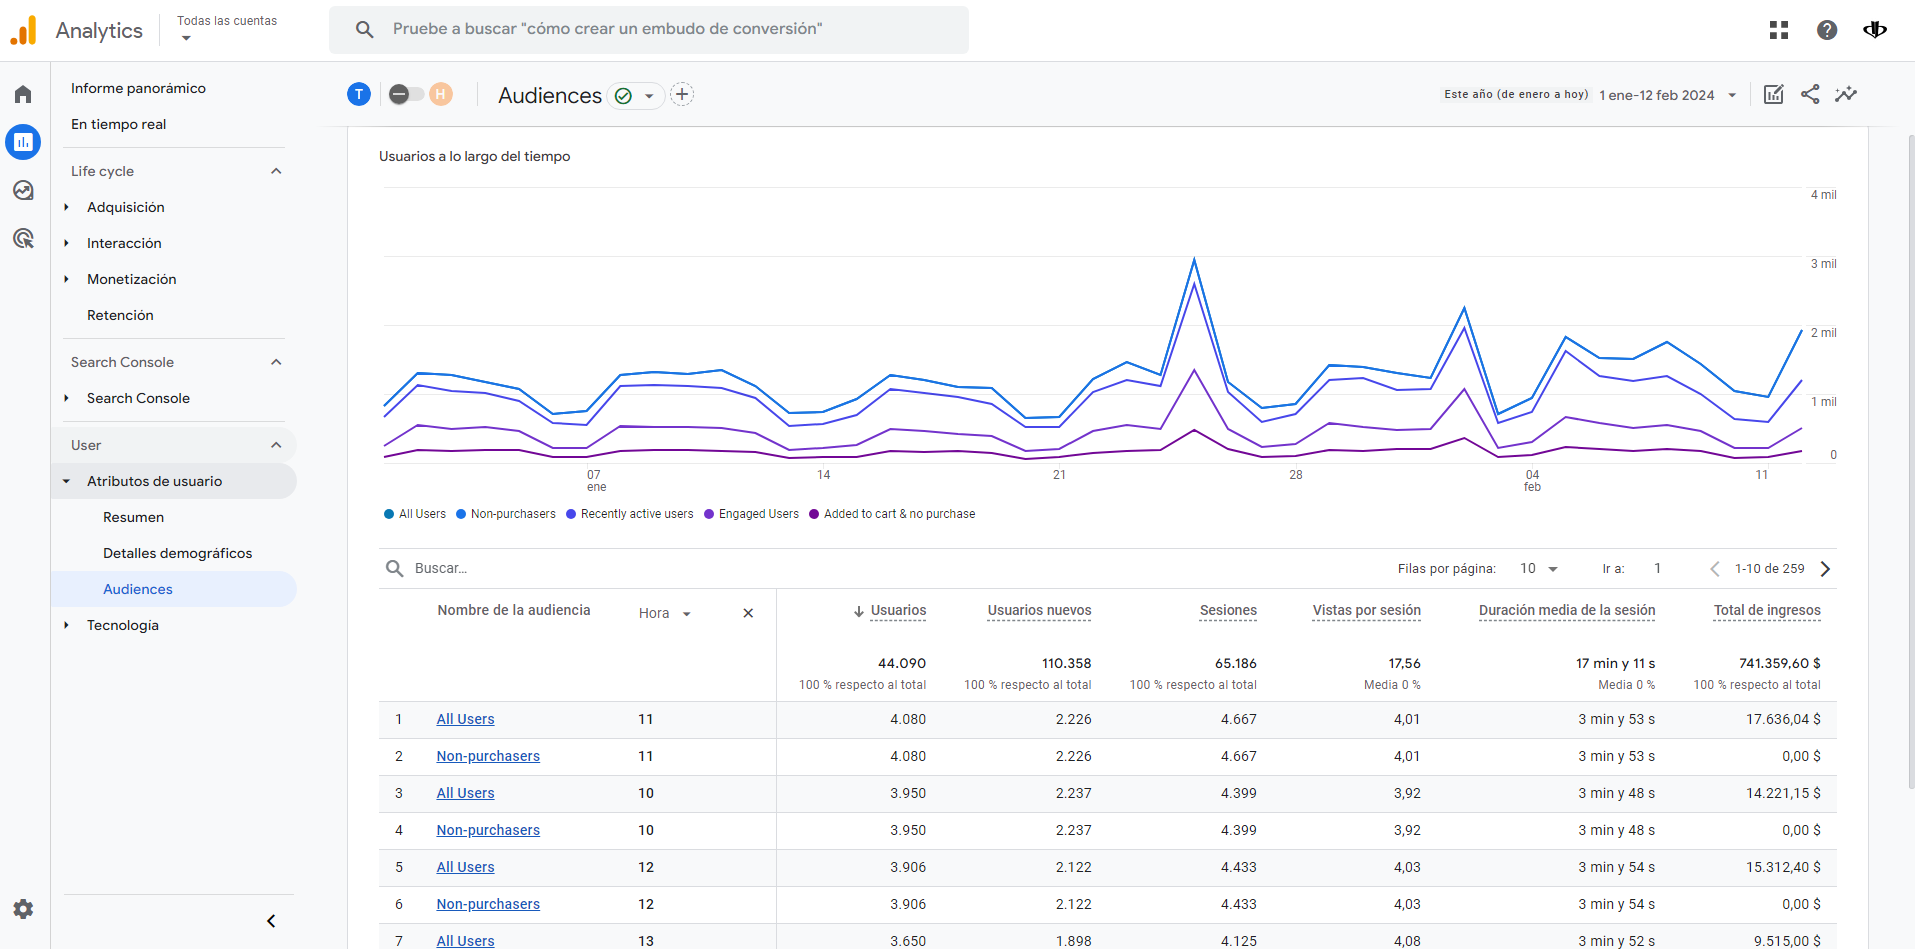 Analytics
Todas las cuentas
Pruebe a buscar "cómo crear un embudo de conversión"
Informe panorámico
En tiempo real
Life cycle
Adquisición
Interacción
Monetización
Retención
Search Console
Search Console
User
Atributos de usuario
Resumen
Detalles demográficos
Audiences
Tecnología
T
H
Audiences
Este año (de enero a hoy) 1 ene-12 feb 2024
Usuarios a lo largo del tiempo
4 mil
3 mil
2 mil
1 mil
0
07 14 21 28 04 11
ene feb
All Users Non-purchasers Recently active users Engaged Users Added to cart & no purchase
Buscar... Filas por página: 10 Ir a: 1 1-10 de 259
Nombre de la audiencia Hora Usuarios Usuarios nuevos Sesiones Vistas por sesión Duración media de la sesión Total de ingresos
44.090 110.358 65.186 17,56 17 min y 11 s 741.359,60 $
100 % respecto al total 100 % respecto al total 100 % respecto al total Media 0 % Media 0 % 100 % respecto al total
1 All Users 11 4.080 2.226 4.667 4,01 3 min y 53 s 17.636,04 $
2 Non-purchasers 11 4.080 2.226 4.667 4,01 3 min y 53 s 0,00 $
3 All Users 10 3.950 2.237 4.399 3,92 3 min y 48 s 14.221,15 $
4 Non-purchasers 10 3.950 2.237 4.399 3,92 3 min y 48 s 0,00 $
5 All Users 12 3.906 2.122 4.433 4,03 3 min y 54 s 15.312,40 $
6 Non-purchasers 12 3.906 2.122 4.433 4,03 3 min y 54 s 0,00 $
7 All Users 13 3.650 1.898 4.125 4,08 3 min y 52 s 9.515,00 $